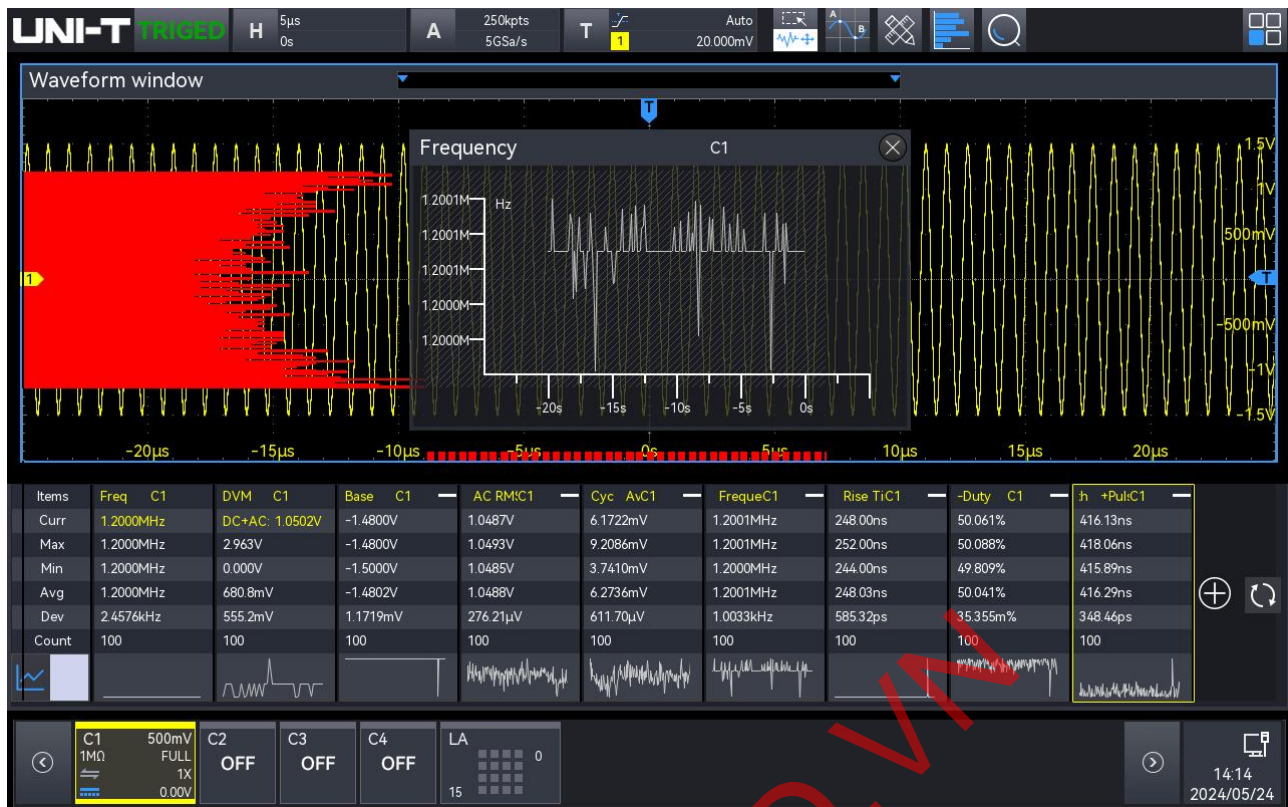 UNI-T TRIGED H 5µs 0s A 250kpts 5GSa/s T 1 Auto 20.000mV A B
Waveform window
T
Frequency C1
1.5V
1V
500mV
-500mV
-1V
-1.5V
1
T
Hz
1.2001M
1.2001M
1.2001M
1.2000M
1.2000M
-20s -15s -10s -5s 0s
-20µs -15µs -10µs -5µs 0s 5µs 10µs 15µs 20µs
Items Freq C1 DVM C1 Base C1 AC RM:C1 Cyc AvC1 FrequeC1 Rise TiC1 -Duty C1 :h +Pul:C1
Curr 1.2000MHz DC+AC: 1.0502V -1.4800V 1.0487V 6.1722mV 1.2001MHz 248.00ns 50.061% 416.13ns
Max 1.2000MHz 2.963V -1.4800V 1.0493V 9.2086mV 1.2001MHz 252.00ns 50.088% 418.06ns
Min 1.2000MHz 0.000V -1.5000V 1.0485V 3.7410mV 1.2000MHz 244.00ns 49.809% 415.89ns
Avg 1.2000MHz 680.8mV -1.4802V 1.0488V 6.2736mV 1.2001MHz 248.03ns 50.041% 416.29ns
Dev 2.4576kHz 555.2mV 1.1719mV 276.21µV 611.70µV 1.0033kHz 585.32ps 35.355m% 348.46ps
Count 100 100 100 100 100 100 100 100 100
C1 500mV
1MΩ FULL
1X
0.00V
C2
OFF
C3
OFF
C4
OFF
LA
0
15
14:14
2024/05/24